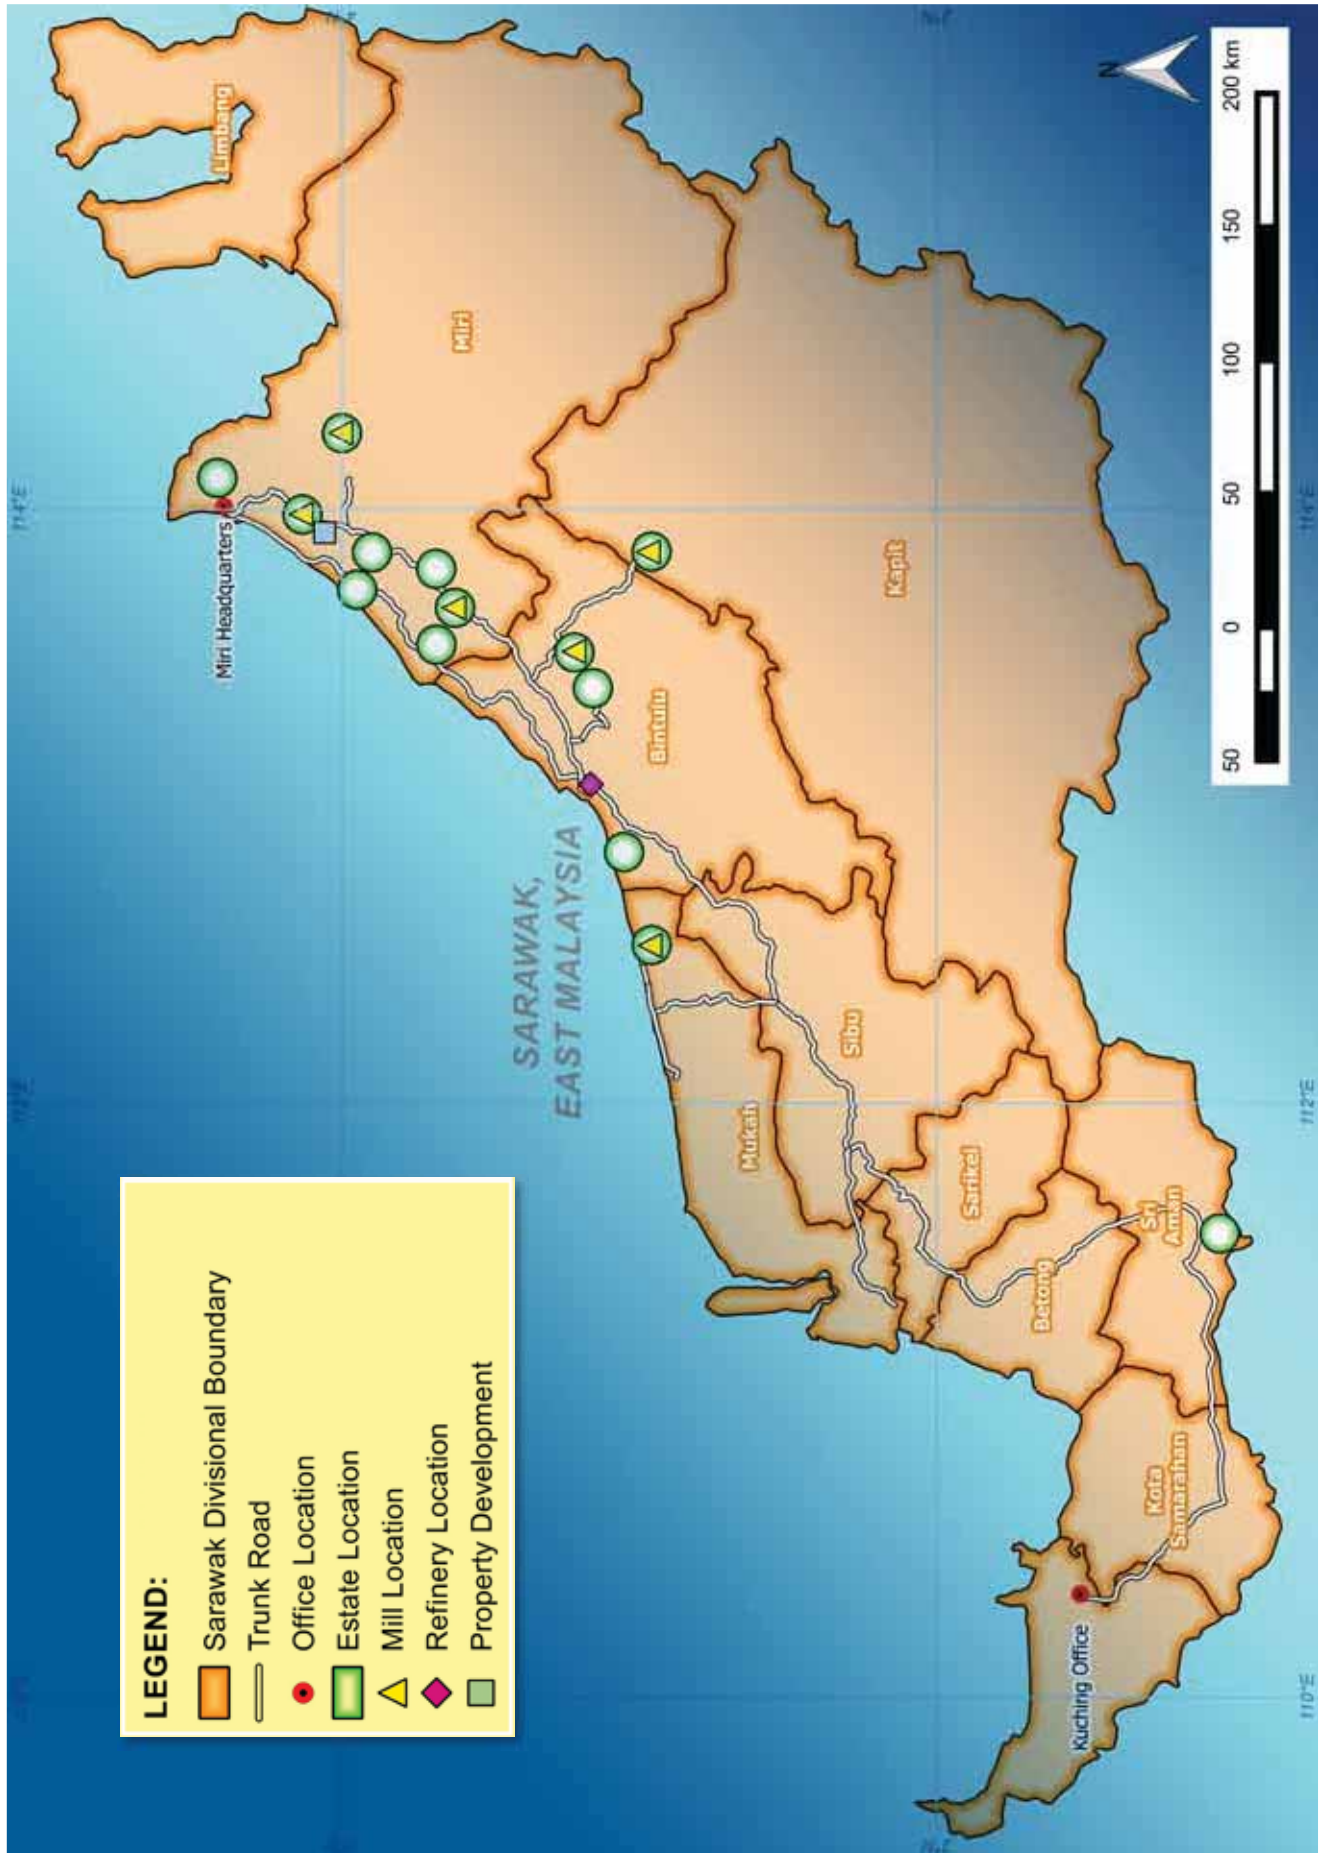 LEGEND:
Sarawak Divisional Boundary
Trunk Road
Office Location
Estate Location
Mill Location
Refinery Location
Property Development
SARAWAK,
EAST MALAYSIA
Miri Headquarters
Kuching Office
Limbang
Miri
Kapit
Bintulu
Sibu
Mukah
Sarikei
Betong
Sri
Aman
Kota
Samarahan
114°E
114°E
112°E
110°E
N
50 0 50 100 150 200 km